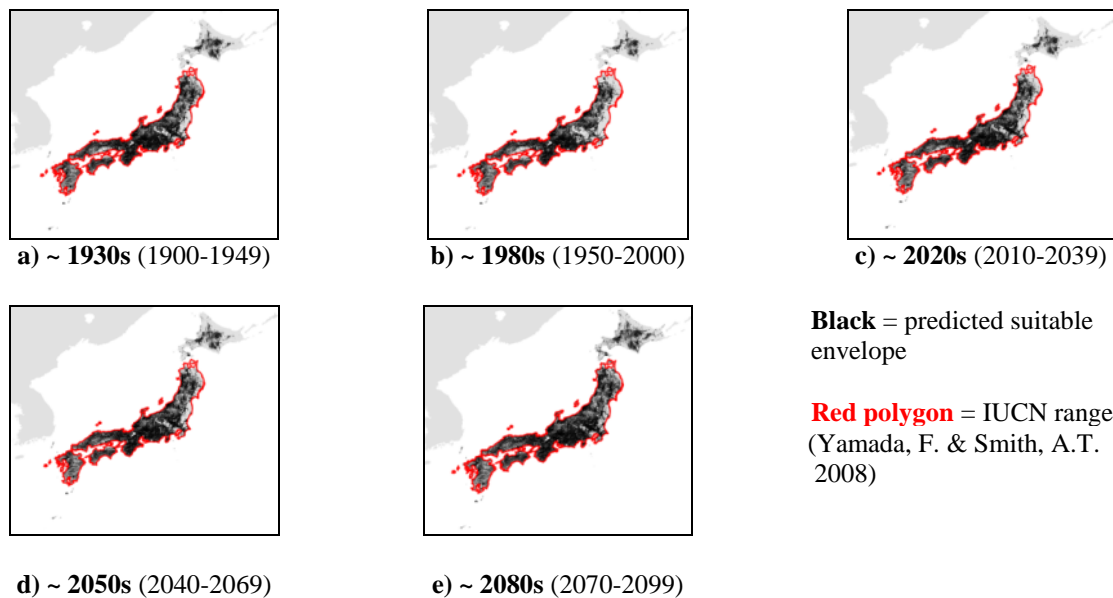 a) ~ 1930s (1900-1949)
b) ~ 1980s (1950-2000)
c) ~ 2020s (2010-2039)
Black = predicted suitable
envelope
Red polygon = IUCN range
(Yamada, F. & Smith, A.T.
2008)
d) ~ 2050s (2040-2069)
e) ~ 2080s (2070-2099)